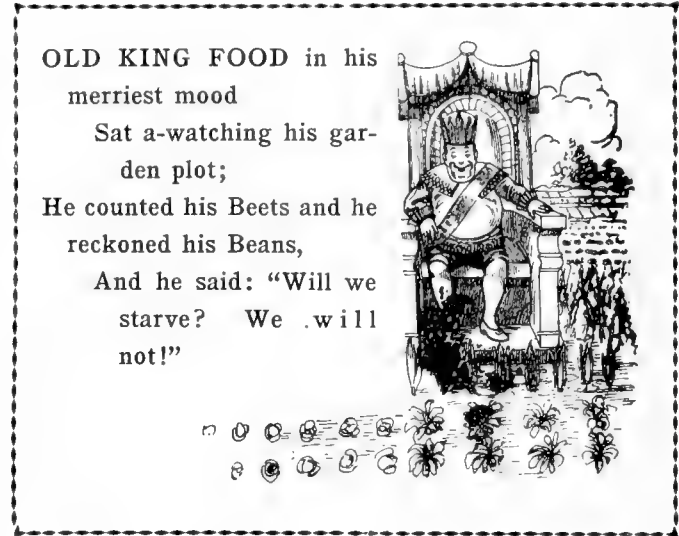 OLD KING FOOD in his
merriest mood
Sat a-watching his gar-
den plot;
He counted his Beets and he
reckoned his Beans,
And he said: “Will we
starve? We .will
not!”